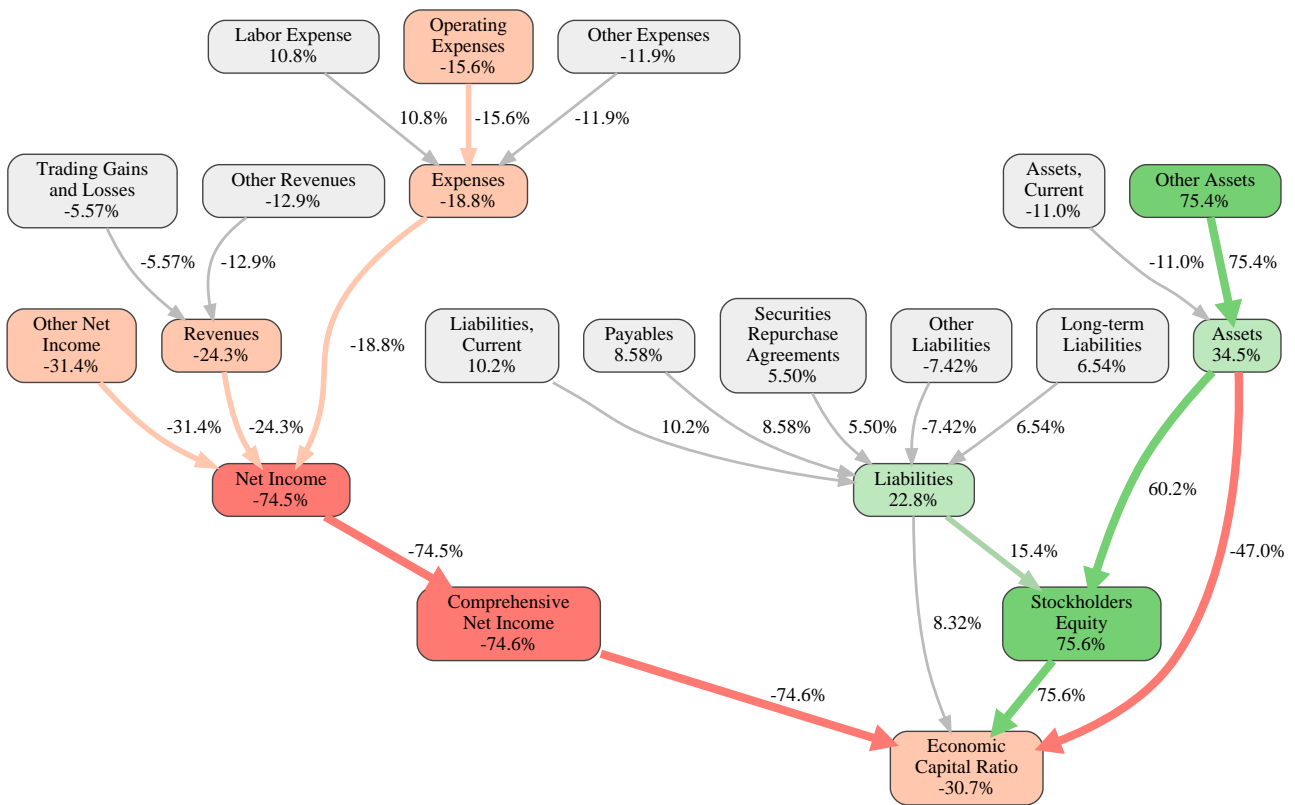 Labor Expense
10.8%
Operating
Expenses
-15.6%
Other Expenses
-11.9%
10.8%
-15.6%
-11.9%
Trading Gains
and Losses
-5.57%
Other Revenues
-12.9%
Expenses
-18.8%
Assets,
Current
-11.0%
Other Assets
75.4%
-5.57%
-12.9%
-11.0%
75.4%
Other Net
Income
-31.4%
Revenues
-24.3%
-18.8%
Liabilities,
Current
10.2%
Payables
8.58%
Securities
Repurchase
Agreements
5.50%
Other
Liabilities
-7.42%
Long-term
Liabilities
6.54%
Assets
34.5%
-31.4%
-24.3%
10.2%
8.58%
5.50%
-7.42%
6.54%
Net Income
-74.5%
Liabilities
22.8%
60.2%
-47.0%
-74.5%
15.4%
Comprehensive
Net Income
-74.6%
8.32%
Stockholders
Equity
75.6%
-74.6%
75.6%
Economic
Capital Ratio
-30.7%